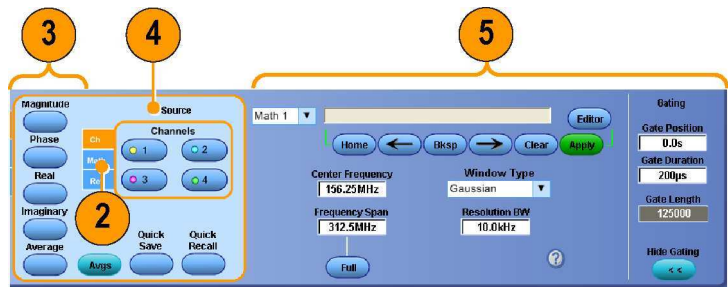 3
4
5
Magnitude
Phase
Real
Imaginary
Average
Source
Ch
Math
2
Channels
1
2
3
4
Avgs
Quick Save
Quick Recall
Math 1
Editor
Home
←
Bksp
→
Clear
Apply
Center Frequency
156.25MHz
Window Type
Gaussian
Frequency Span
312.5MHz
Resolution BW
10.0kHz
Full
?
Gating
Gate Position
0.0s
Gate Duration
200µs
Gate Length
125000
Hide Gating
<<